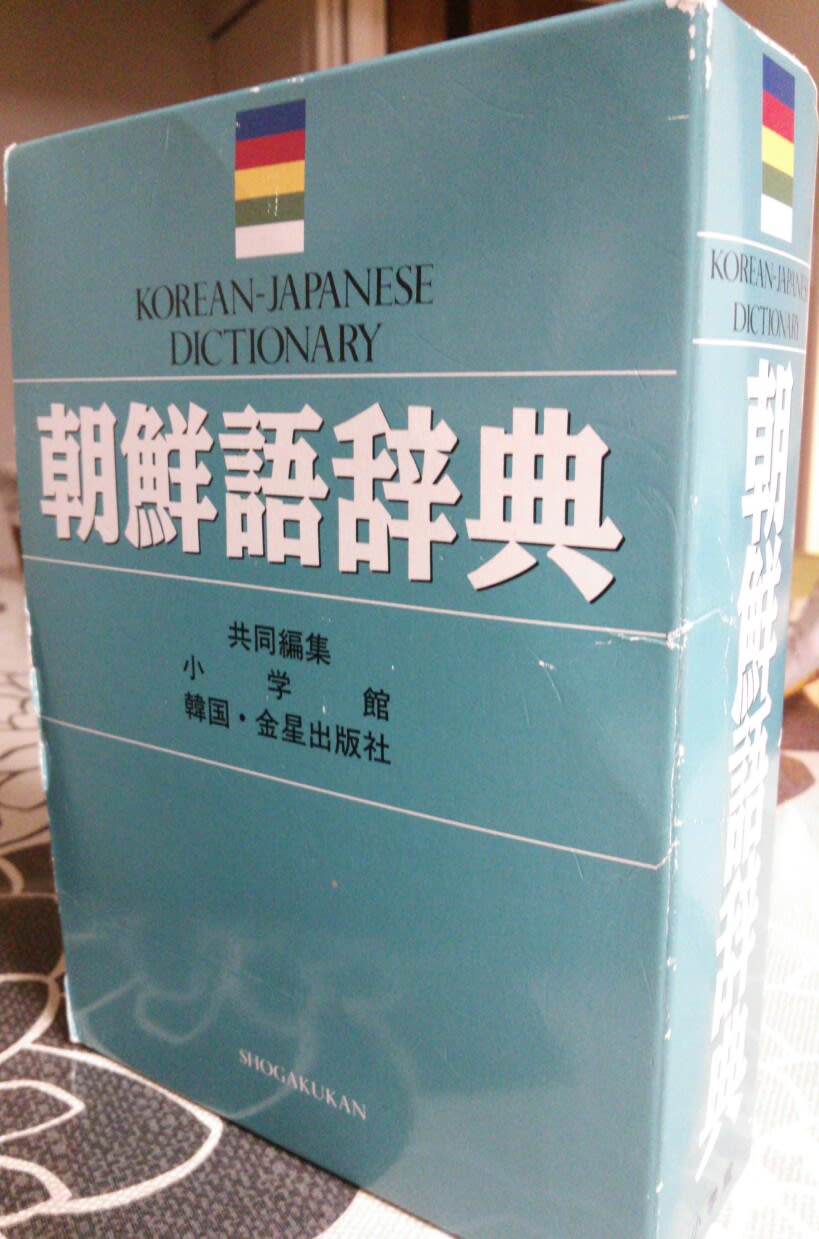 KOREAN-JAPANESE
DICTIONARY
朝鮮語辞典
共同編集
小学館
韓国・金星出版社
SHOGAKUKAN
KOREAN-JAPANESE
DICTIONARY
朝鮮語辞典